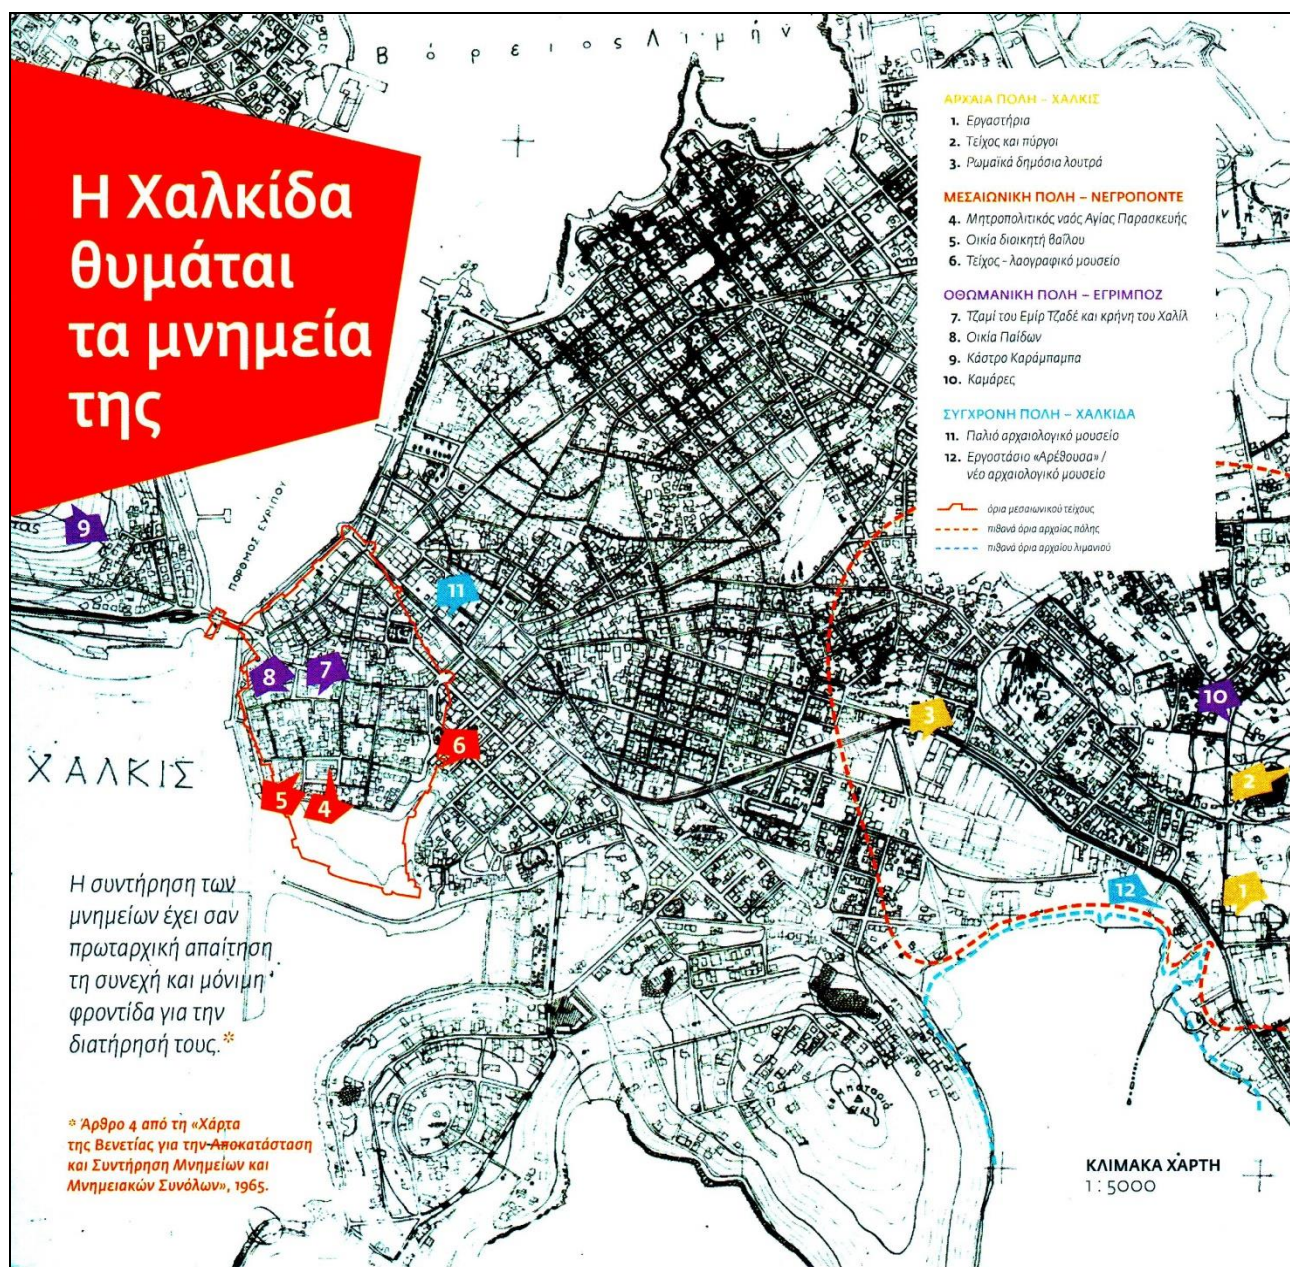 Βόρειος Λιμήν
Η Χαλκίδα
θυμάται
τα μνημεία
της
ΑΡΧΑΙΑ ΠΟΛΗ – ΧΑΛΚΙΣ
1. Εργαστήρια
2. Τείχος και πύργοι
3. Ρωμαϊκά δημόσια λουτρά
ΜΕΣΑΙΩΝΙΚΗ ΠΟΛΗ – ΝΕΓΡΟΠΟΝΤΕ
4. Μητροπολιτικός ναός Αγίας Παρασκευής
5. Οικία διοικητή βαΐλου
6. Τείχος - λαογραφικό μουσείο
ΟΘΩΜΑΝΙΚΗ ΠΟΛΗ – ΕΓΡΙΜΠΟΖ
7. Τζαμί του Εμίρ Τζαδέ και κρήνη του Χαλίλ
8. Οικία Παίδων
9. Κάστρο Καράμπαμπα
10. Καμάρες
ΣΥΓΧΡΟΝΗ ΠΟΛΗ – ΧΑΛΚΙΔΑ
11. Παλιό αρχαιολογικό μουσείο
12. Εργοστάσιο «Αρέθουσα» /
νέο αρχαιολογικό μουσείο
όρια μεσαιωνικού τείχους
πιθανά όρια αρχαίας πόλης
πιθανά όρια αρχαίου λιμανιού
ΠΟΡΘΜΟΣ ΕΥΡΙΠΟΥ
9
11
8
7
3
10
6
2
ΧΑΛΚΙΣ
5
4
12
1
Η συντήρηση των
μνημείων έχει σαν
πρωταρχική απαίτηση
τη συνεχή και μόνιμη
φροντίδα για την
διατήρησή τους.*
* Άρθρο 4 από τη «Χάρτα
της Βενετίας για την Αποκατάσταση
και Συντήρηση Μνημείων και
Μνημειακών Συνόλων», 1965.
ΚΛΙΜΑΚΑ ΧΑΡΤΗ
1 : 5000